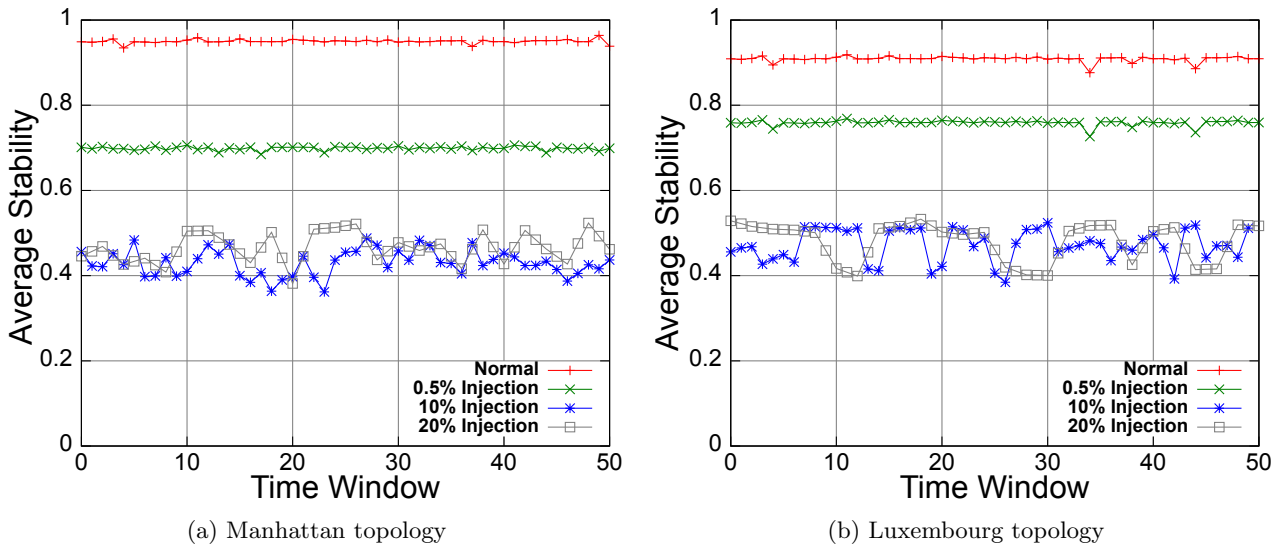 1
0.8
0.6
0.4
0.2
0
0 10 20 30 40 50
Average Stability
Time Window
Normal
0.5% Injection
10% Injection
20% Injection
(a) Manhattan topology
1
0.8
0.6
0.4
0.2
0
0 10 20 30 40 50
Average Stability
Time Window
Normal
0.5% Injection
10% Injection
20% Injection
(b) Luxembourg topology